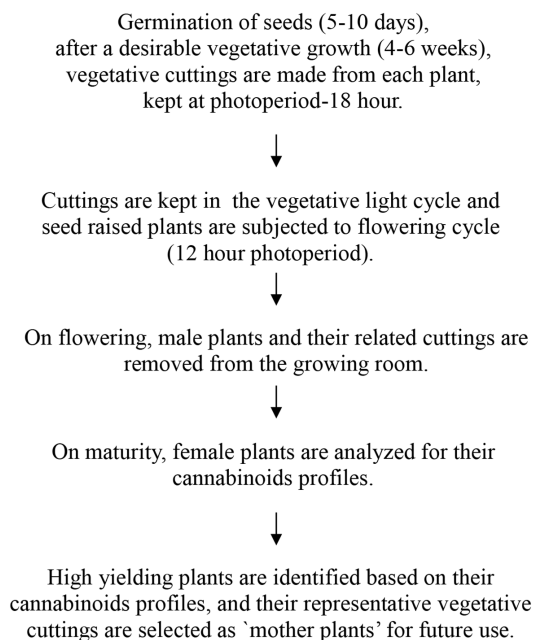 Germination of seeds (5-10 days),
after a desirable vegetative growth (4-6 weeks),
vegetative cuttings are made from each plant,
kept at photoperiod-18 hour.
Cuttings are kept in the vegetative light cycle and
seed raised plants are subjected to flowering cycle
(12 hour photoperiod).
On flowering, male plants and their related cuttings are
removed from the growing room.
On maturity, female plants are analyzed for their
cannabinoids profiles.
High yielding plants are identified based on their
cannabinoids profiles, and their representative vegetative
cuttings are selected as `mother plants’ for future use.